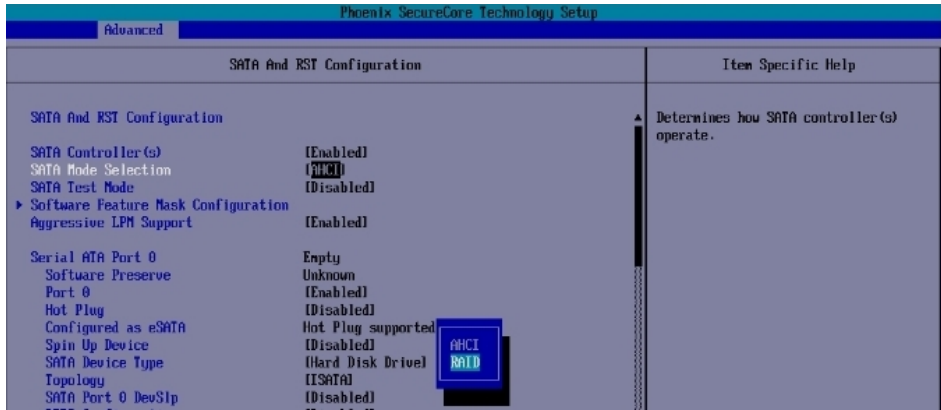 Phoenix SecureCore Technology Setup
Advanced
SATA And RST Configuration
Item Specific Help
SATA And RST Configuration
Determines how SATA controller(s)
operate.
SATA Controller(s) [Enabled]
SATA Mode Selection [AHCI]
SATA Test Mode [Disabled]
Software Feature Mask Configuration
Aggressive LPM Support [Enabled]
Serial ATA Port 0 Empty
Software Preserve Unknown
Port 0 [Enabled]
Hot Plug [Disabled]
Configured as eSATA Hot Plug supported
Spin Up Device [Disabled]
SATA Device Type [Hard Disk Drive]
Topology [ISATA]
SATA Port 0 DevSlp [Disabled]
AHCI
RAID